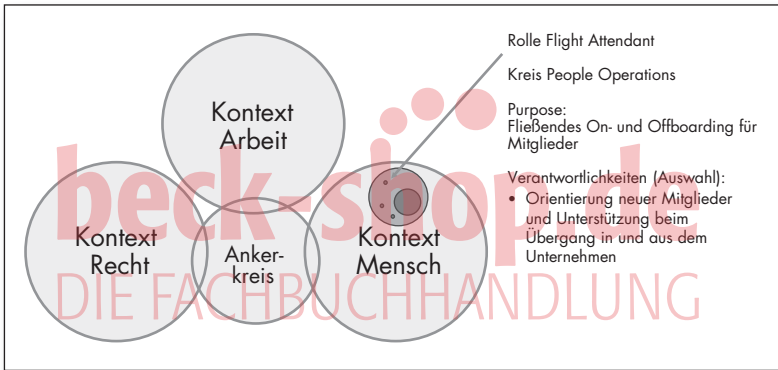 Kontext
Arbeit
Kontext
Recht
Anker-
kreis
Kontext
Mensch
Rolle Flight Attendant
Kreis People Operations
Purpose:
Fließendes On- und Offboarding für
Mitglieder
Verantwortlichkeiten (Auswahl):
• Orientierung neuer Mitglieder
und Unterstützung beim
Übergang in und aus dem
Unternehmen
beck-shop.de
DIE FACHBUCHHANDLUNG